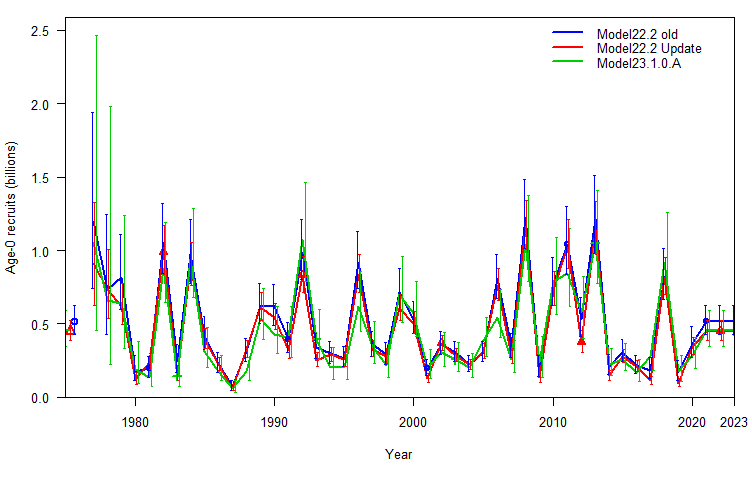 2.5
2.0
1.5
1.0
0.5
0.0
Age-0 recruits (billions)
Model22.2 old
Model22.2 Update
Model23.1.0.A
1980
1990
2000
2010
2020
2023
Year